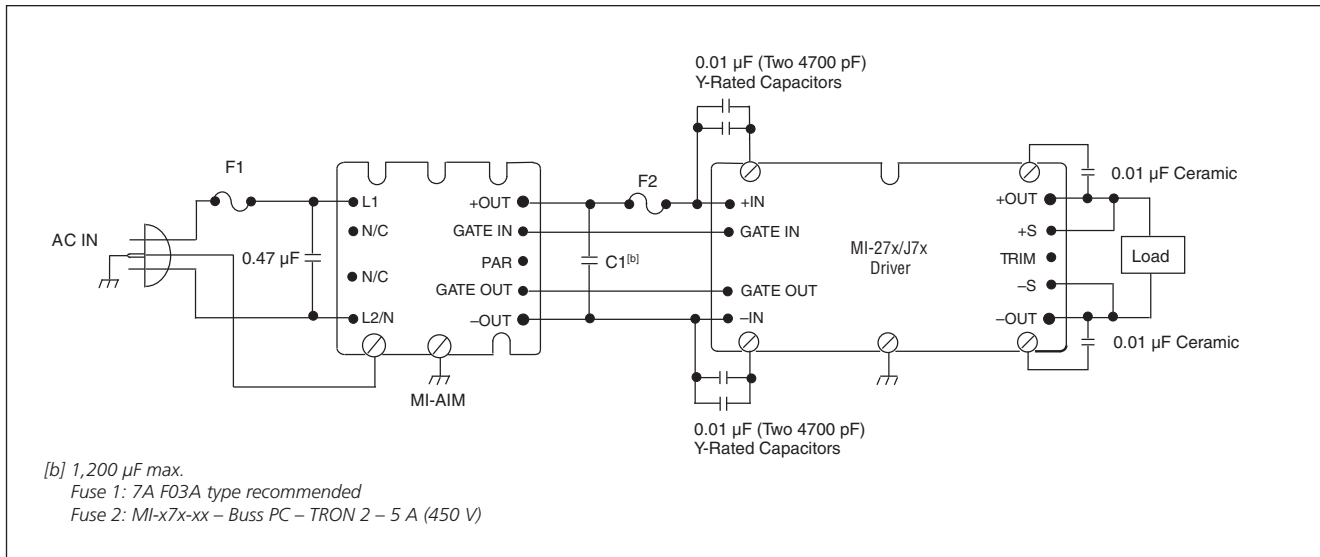 0.01 µF (Two 4700 pF)
Y-Rated Capacitors
F1
F2
0.01 µF Ceramic
L1
+OUT
+IN
+OUT
N/C
GATE IN
GATE IN
+S
AC IN
0.47 µF
PAR
C1[b]
MI-27x/J7x
Driver
TRIM
Load
N/C
GATE OUT
GATE OUT
–S
L2/N
–OUT
–IN
–OUT
0.01 µF Ceramic
MI-AIM
0.01 µF (Two 4700 pF)
Y-Rated Capacitors
[b] 1,200 µF max.
Fuse 1: 7A F03A type recommended
Fuse 2: MI-x7x-xx – Buss PC – TRON 2 – 5 A (450 V)